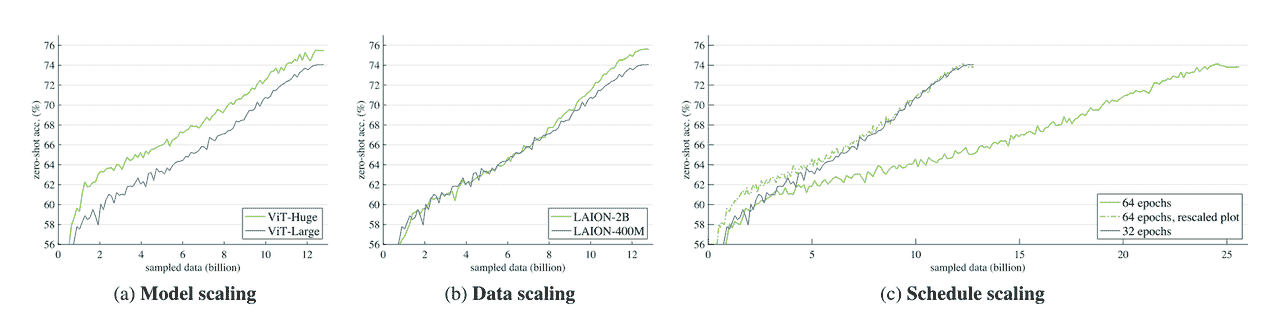 76
74
72
70
68
66
64
62
60
58
56
zero-shot acc. (%)
0 2 4 6 8 10 12
sampled data (billion)
ViT-Huge
ViT-Large
(a) Model scaling
76
74
72
70
68
66
64
62
60
58
56
zero-shot acc. (%)
0 2 4 6 8 10 12
sampled data (billion)
LAION-2B
LAION-400M
(b) Data scaling
76
74
72
70
68
66
64
62
60
58
56
zero-shot acc. (%)
0 5 10 15 20 25
sampled data (billion)
64 epochs
64 epochs, rescaled plot
32 epochs
(c) Schedule scaling